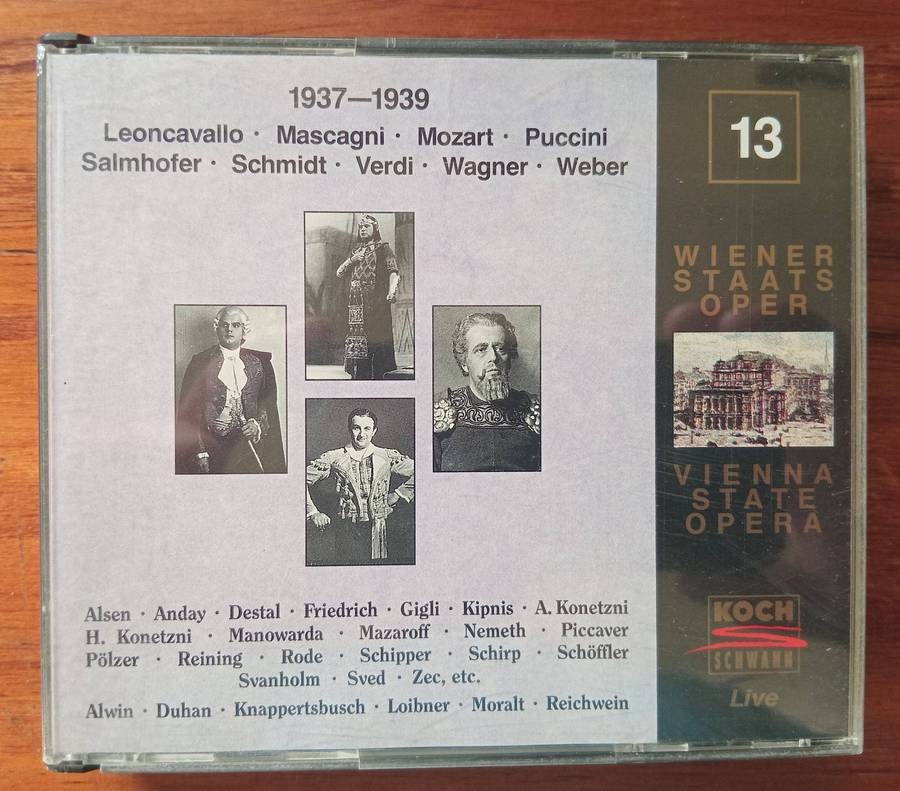 1937—1939
Leoncavallo · Mascagni · Mozart · Puccini
Salmhofer · Schmidt · Verdi · Wagner · Weber
Alsen · Anday · Destal · Friedrich · Gigli · Kipnis · A. Konetzni
H. Konetzni · Manowarda · Mazaroff · Nemeth · Piccaver
Pölzer · Reining · Rode · Schipper · Schirp · Schöffler
Svanholm · Sved · Zec, etc.
Alwin · Duhan · Knappertsbusch · Loibner · Moralt · Reichwein
13
WIENER
STAATS
OPER
VIENNA
STATE
OPERA
KOCH
SCHWANN
Live